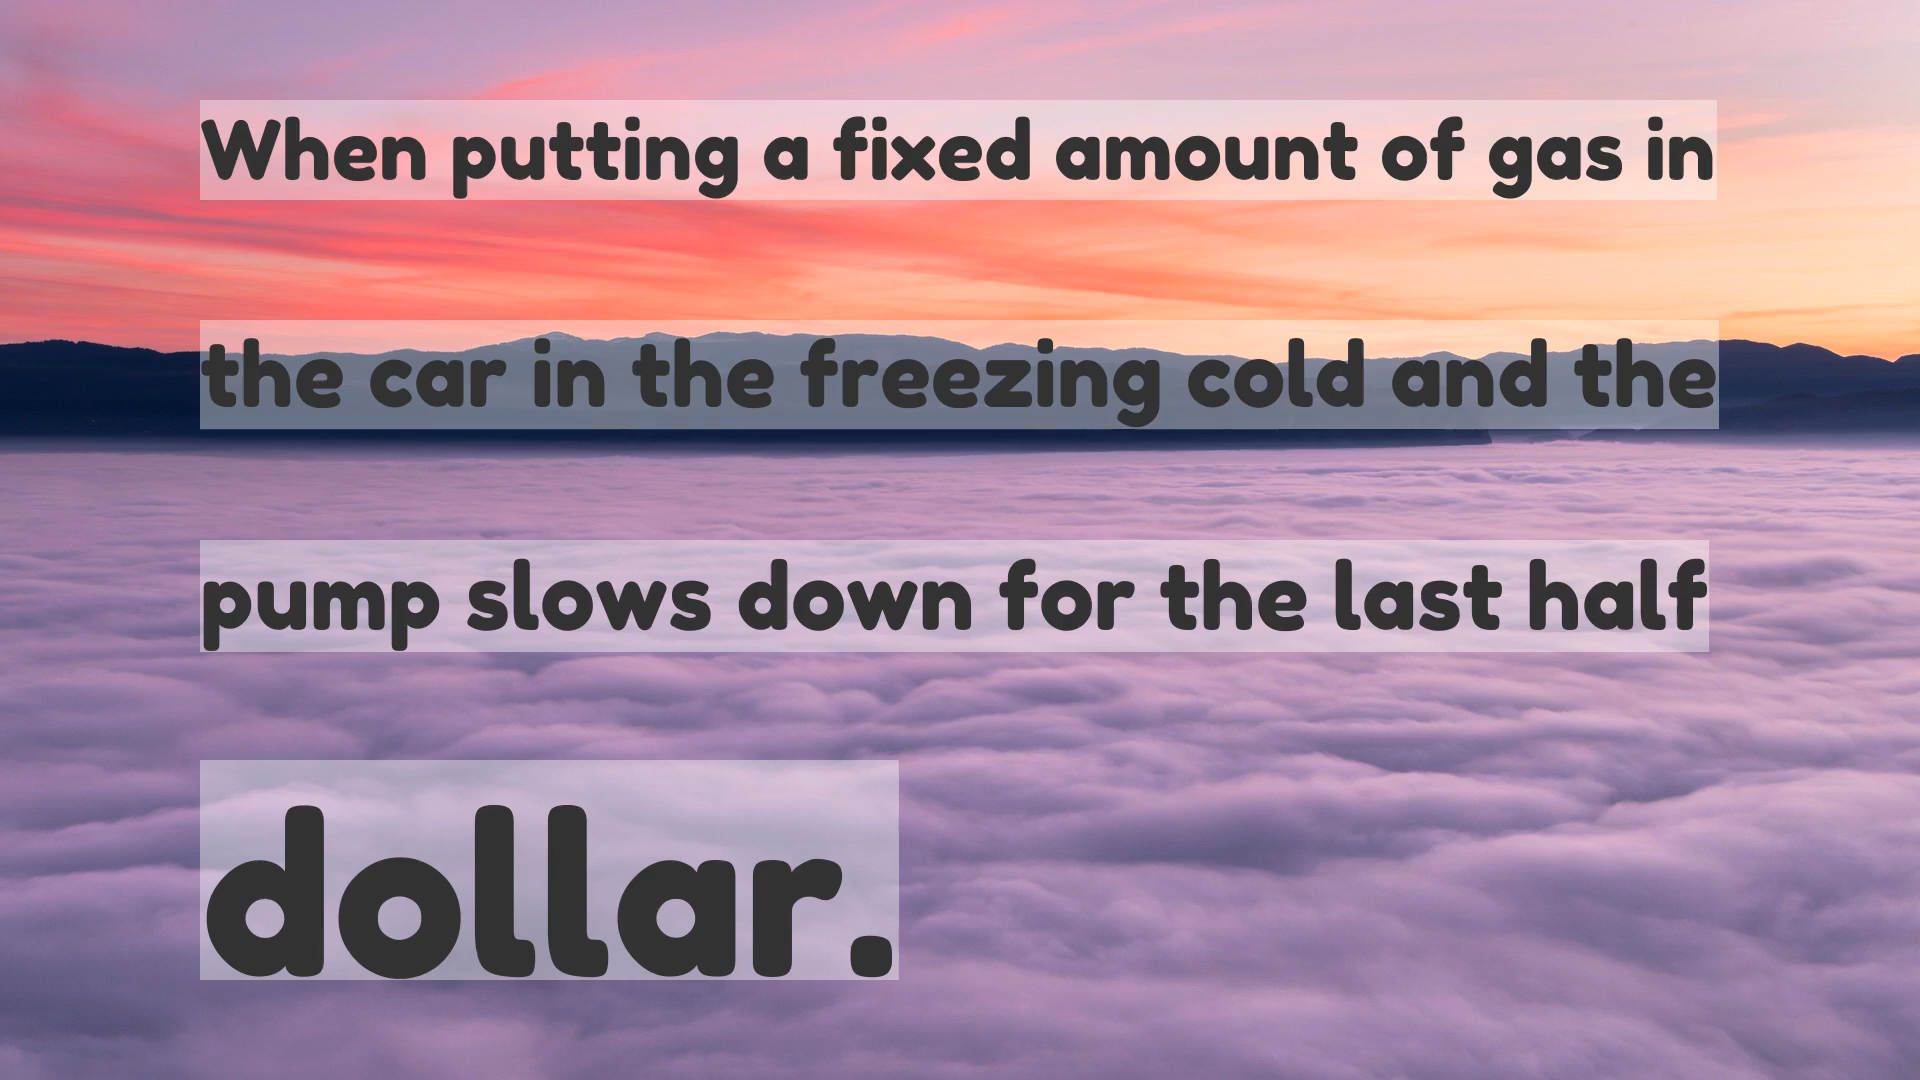 When putting a fixed amount of gas in
the car in the freezing cold and the
pump slows down for the last half
dollar.